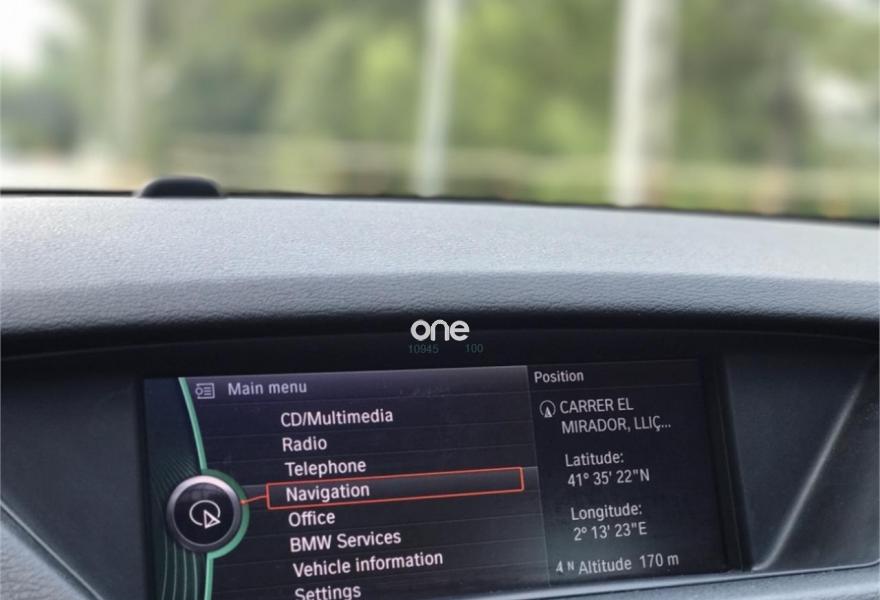 one
10945 100
Main menu
CD/Multimedia
Radio
Telephone
Navigation
Office
BMW Services
Vehicle information
Settings
Position
CARRER EL
MIRADOR, LLIÇ...
Latitude:
41° 35' 22"N
Longitude:
2° 13' 23"E
4 N Altitude 170 m